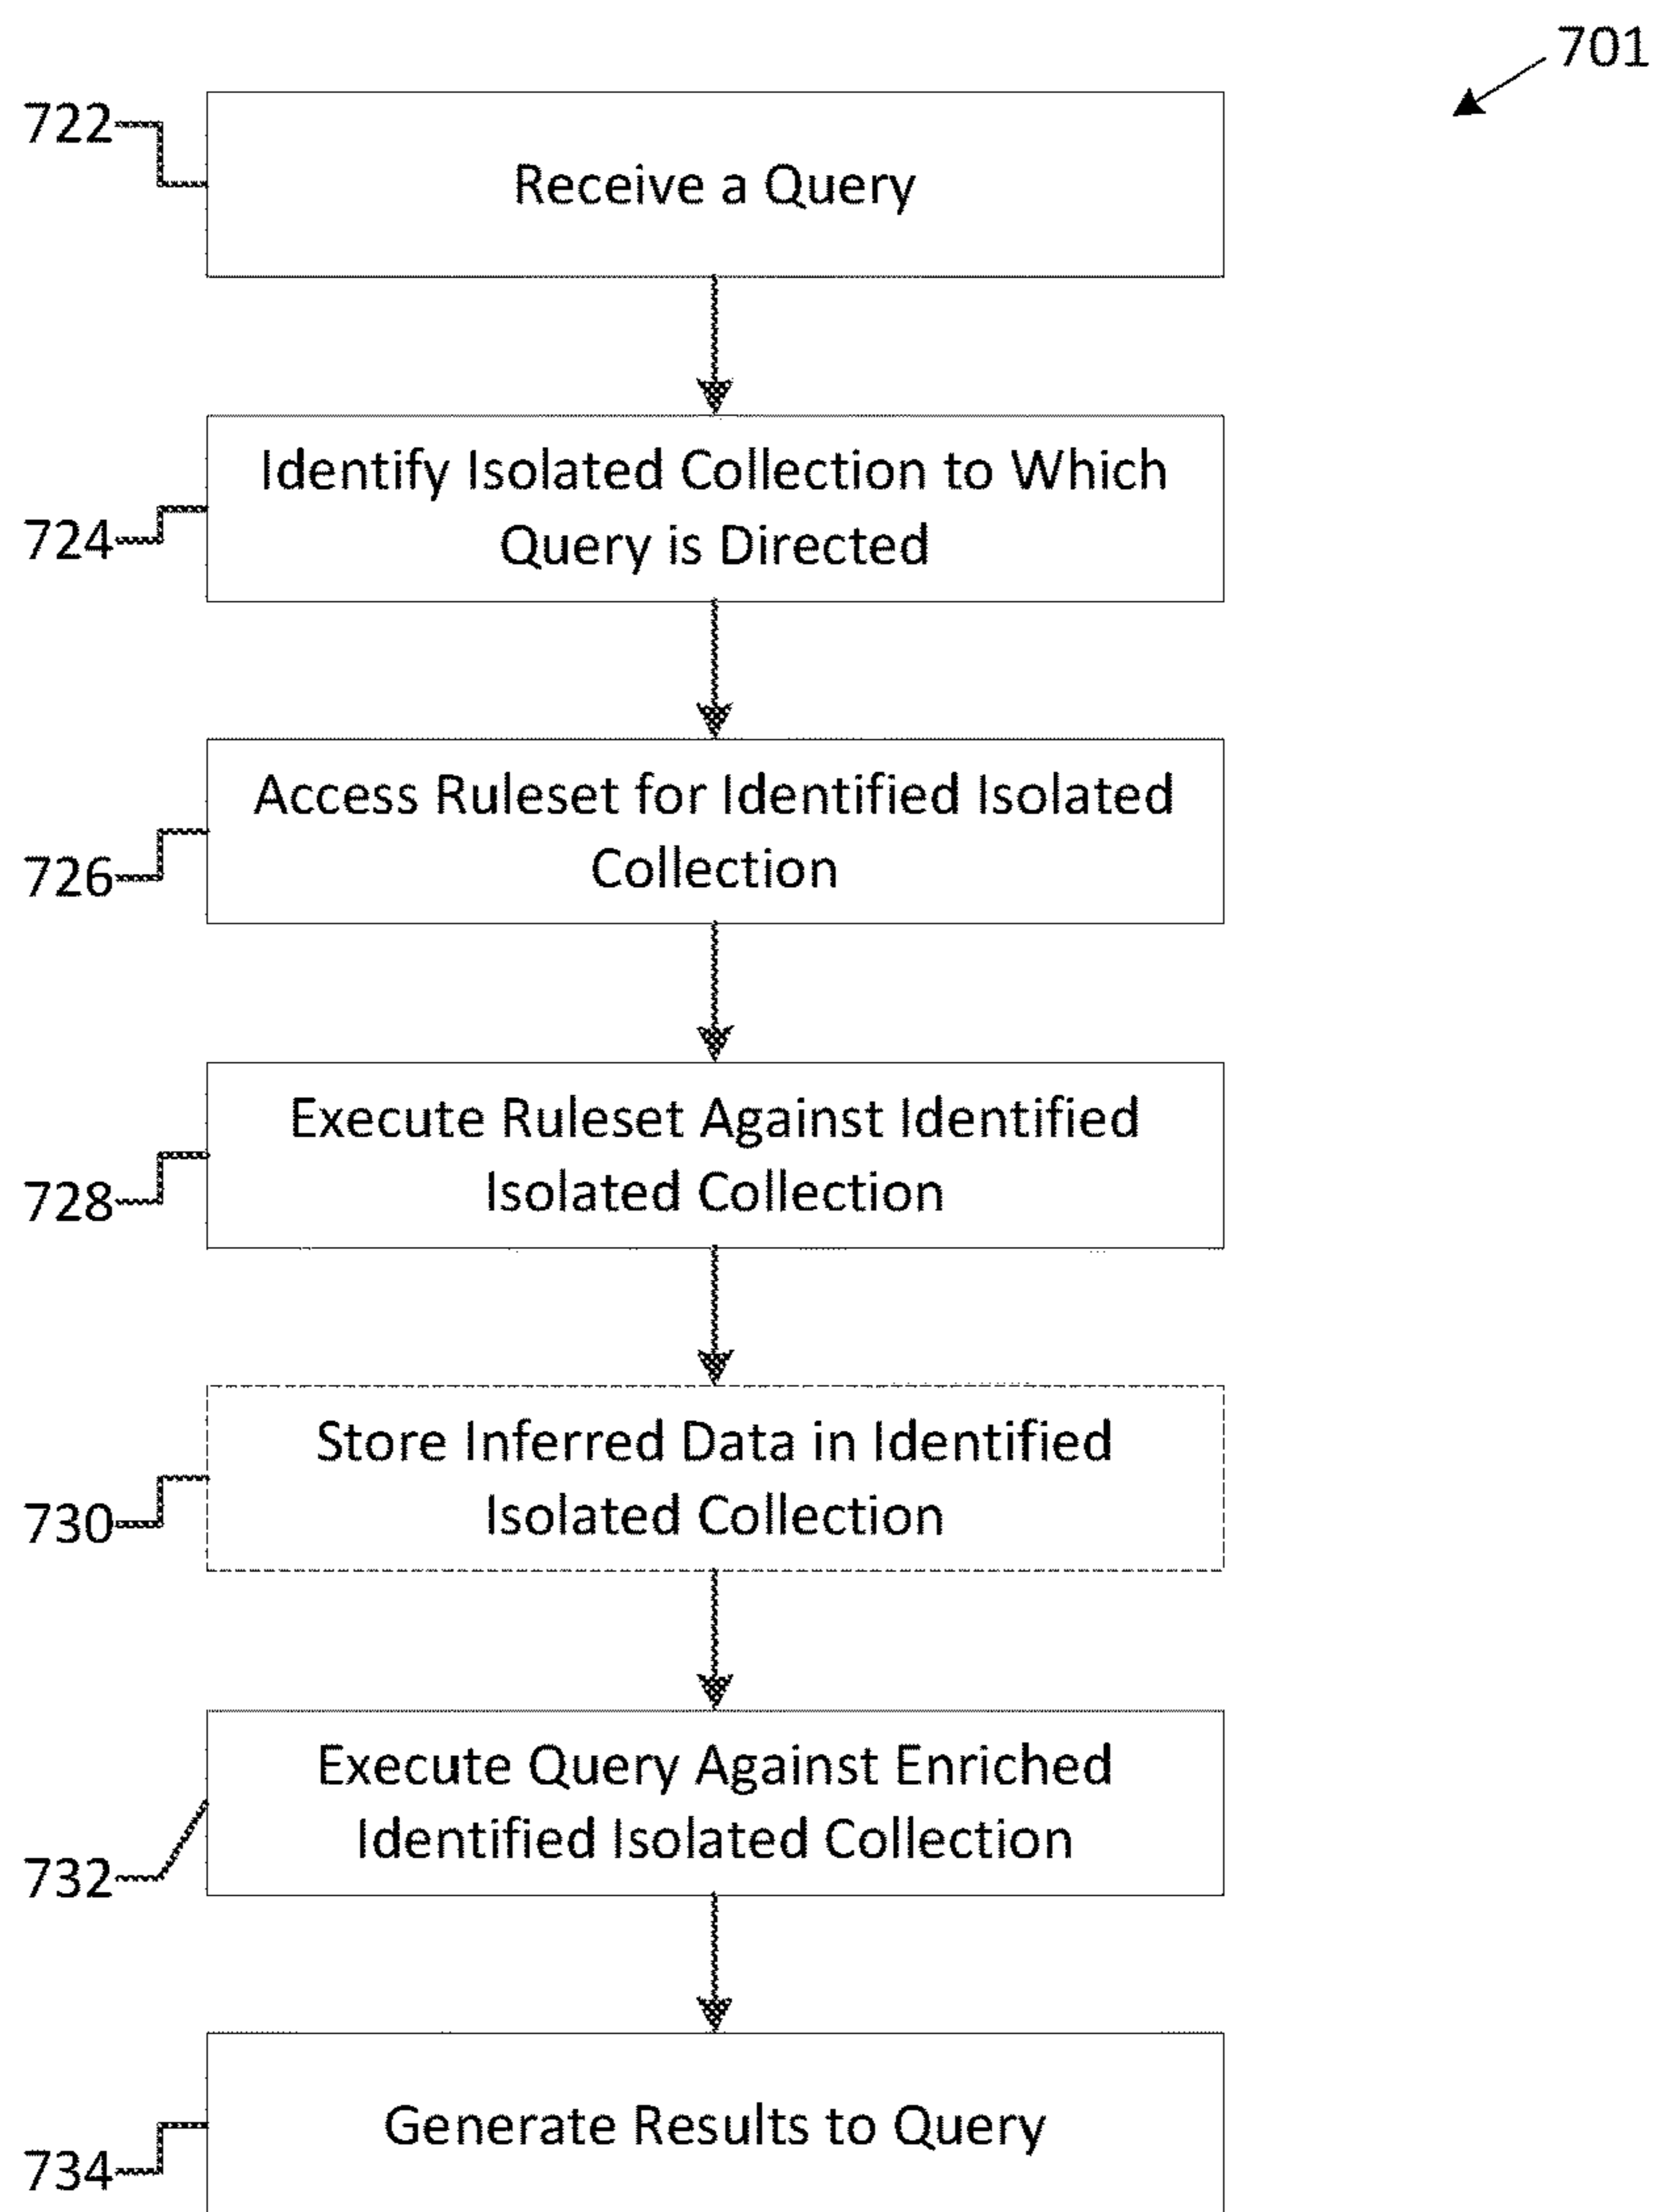 701
722
Receive a Query
Identify Isolated Collection to Which
Query is Directed
724
Access Ruleset for Identified Isolated
Collection
726
Execute Ruleset Against Identified
Isolated Collection
728
Store Inferred Data in Identified
Isolated Collection
730
Execute Query Against Enriched
Identified Isolated Collection
732
Generate Results to Query
734